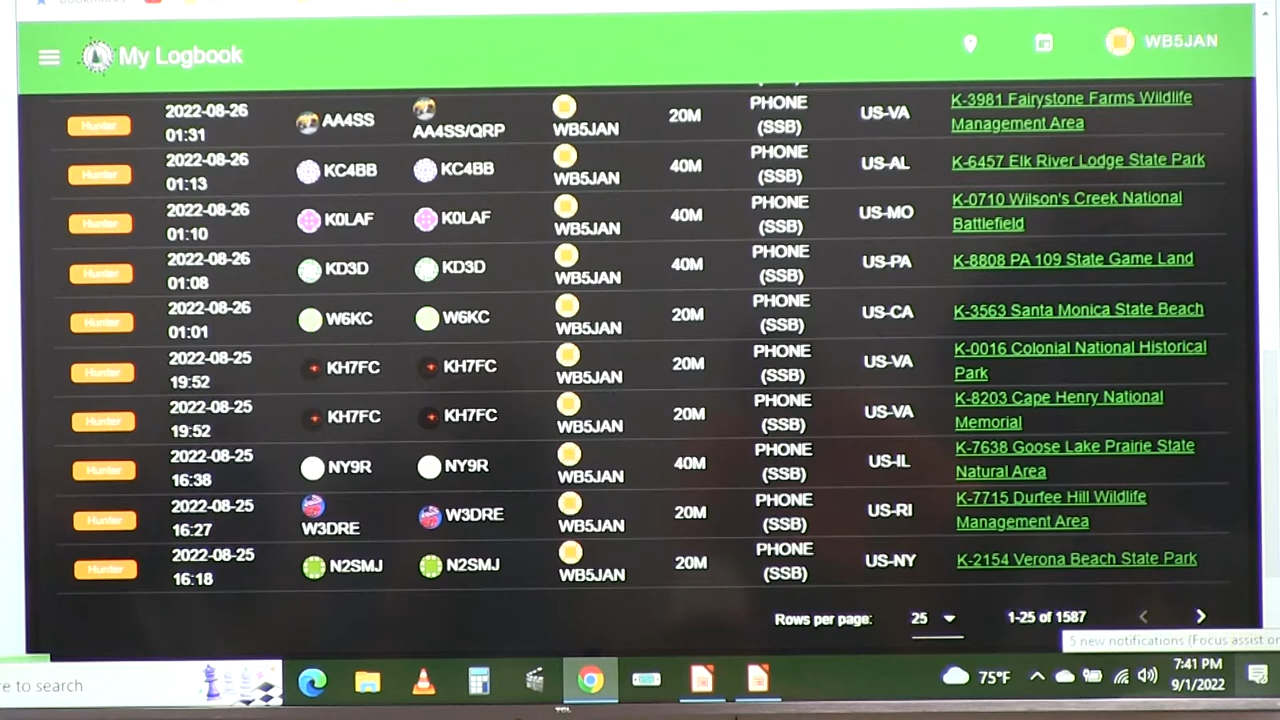 My Logbook
WB5JAN
Hunter 2022-08-26 01:31 AA4SS AA4SS/QRP WB5JAN 20M PHONE (SSB) US-VA K-3981 Fairystone Farms Wildlife Management Area
Hunter 2022-08-26 01:13 KC4BB KC4BB WB5JAN 40M PHONE (SSB) US-AL K-6457 Elk River Lodge State Park
Hunter 2022-08-26 01:10 K0LAF K0LAF WB5JAN 40M PHONE (SSB) US-MO K-0710 Wilson's Creek National Battlefield
Hunter 2022-08-26 01:08 KD3D KD3D WB5JAN 40M PHONE (SSB) US-PA K-8808 PA 109 State Game Land
Hunter 2022-08-26 01:01 W6KC W6KC WB5JAN 20M PHONE (SSB) US-CA K-3563 Santa Monica State Beach
Hunter 2022-08-25 19:52 KH7FC KH7FC WB5JAN 20M PHONE (SSB) US-VA K-0016 Colonial National Historical Park
Hunter 2022-08-25 19:52 KH7FC KH7FC WB5JAN 20M PHONE (SSB) US-VA K-8203 Cape Henry National Memorial
Hunter 2022-08-25 16:38 NY9R NY9R WB5JAN 40M PHONE (SSB) US-IL K-7638 Goose Lake Prairie State Natural Area
Hunter 2022-08-25 16:27 W3DRE W3DRE WB5JAN 20M PHONE (SSB) US-RI K-7715 Durfee Hill Wildlife Management Area
Hunter 2022-08-25 16:18 N2SMJ N2SMJ WB5JAN 20M PHONE (SSB) US-NY K-2154 Verona Beach State Park
Rows per page: 25 1-25 of 1587
5 new notifications (Focus assist on
re to search
75°F
7:41 PM
9/1/2022
TCL